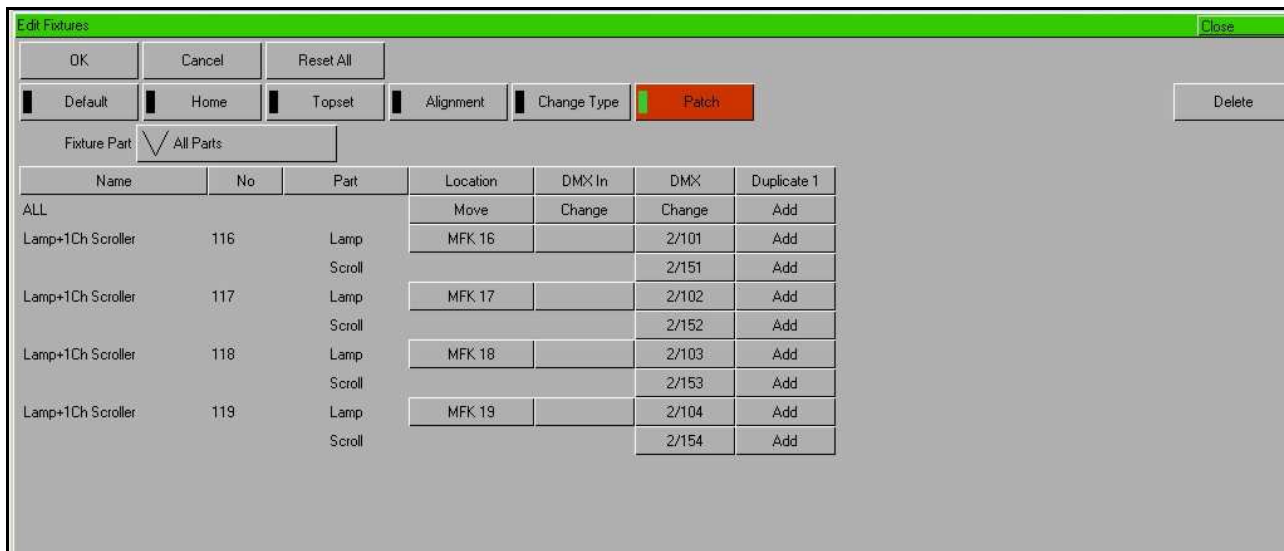 Edit Fixtures Close
OK Cancel Reset All
Default Home Topset Alignment Change Type Patch Delete
Fixture Part All Parts
Name No Part Location DMX In DMX Duplicate 1
ALL Move Change Change Add
Lamp+1Ch Scroller 116 Lamp MFK 16 2/101 Add
Scroll 2/151 Add
Lamp+1Ch Scroller 117 Lamp MFK 17 2/102 Add
Scroll 2/152 Add
Lamp+1Ch Scroller 118 Lamp MFK 18 2/103 Add
Scroll 2/153 Add
Lamp+1Ch Scroller 119 Lamp MFK 19 2/104 Add
Scroll 2/154 Add